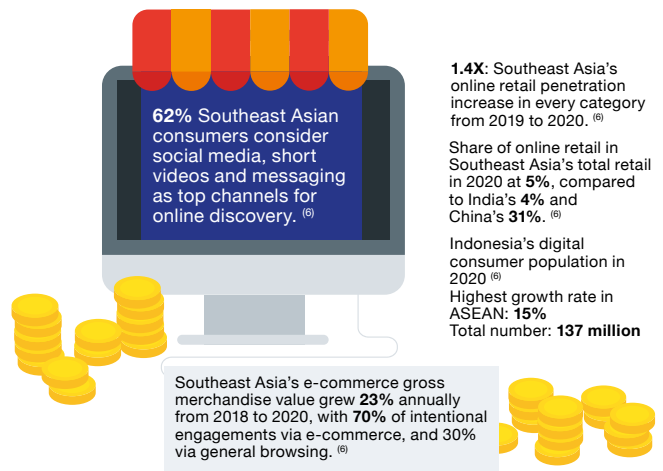 62% Southeast Asian
consumers consider
social media, short
videos and messaging
as top channels for
online discovery. (6)
1.4X: Southeast Asia's
online retail penetration
increase in every category
from 2019 to 2020. (6)
Share of online retail in
Southeast Asia's total retail
in 2020 at 5%, compared
to India's 4% and
China's 31%. (6)
Indonesia's digital
consumer population in
2020 (6)
Highest growth rate in
ASEAN: 15%
Total number: 137 million
Southeast Asia's e-commerce gross
merchandise value grew 23% annually
from 2018 to 2020, with 70% of intentional
engagements via e-commerce, and 30%
via general browsing. (6)